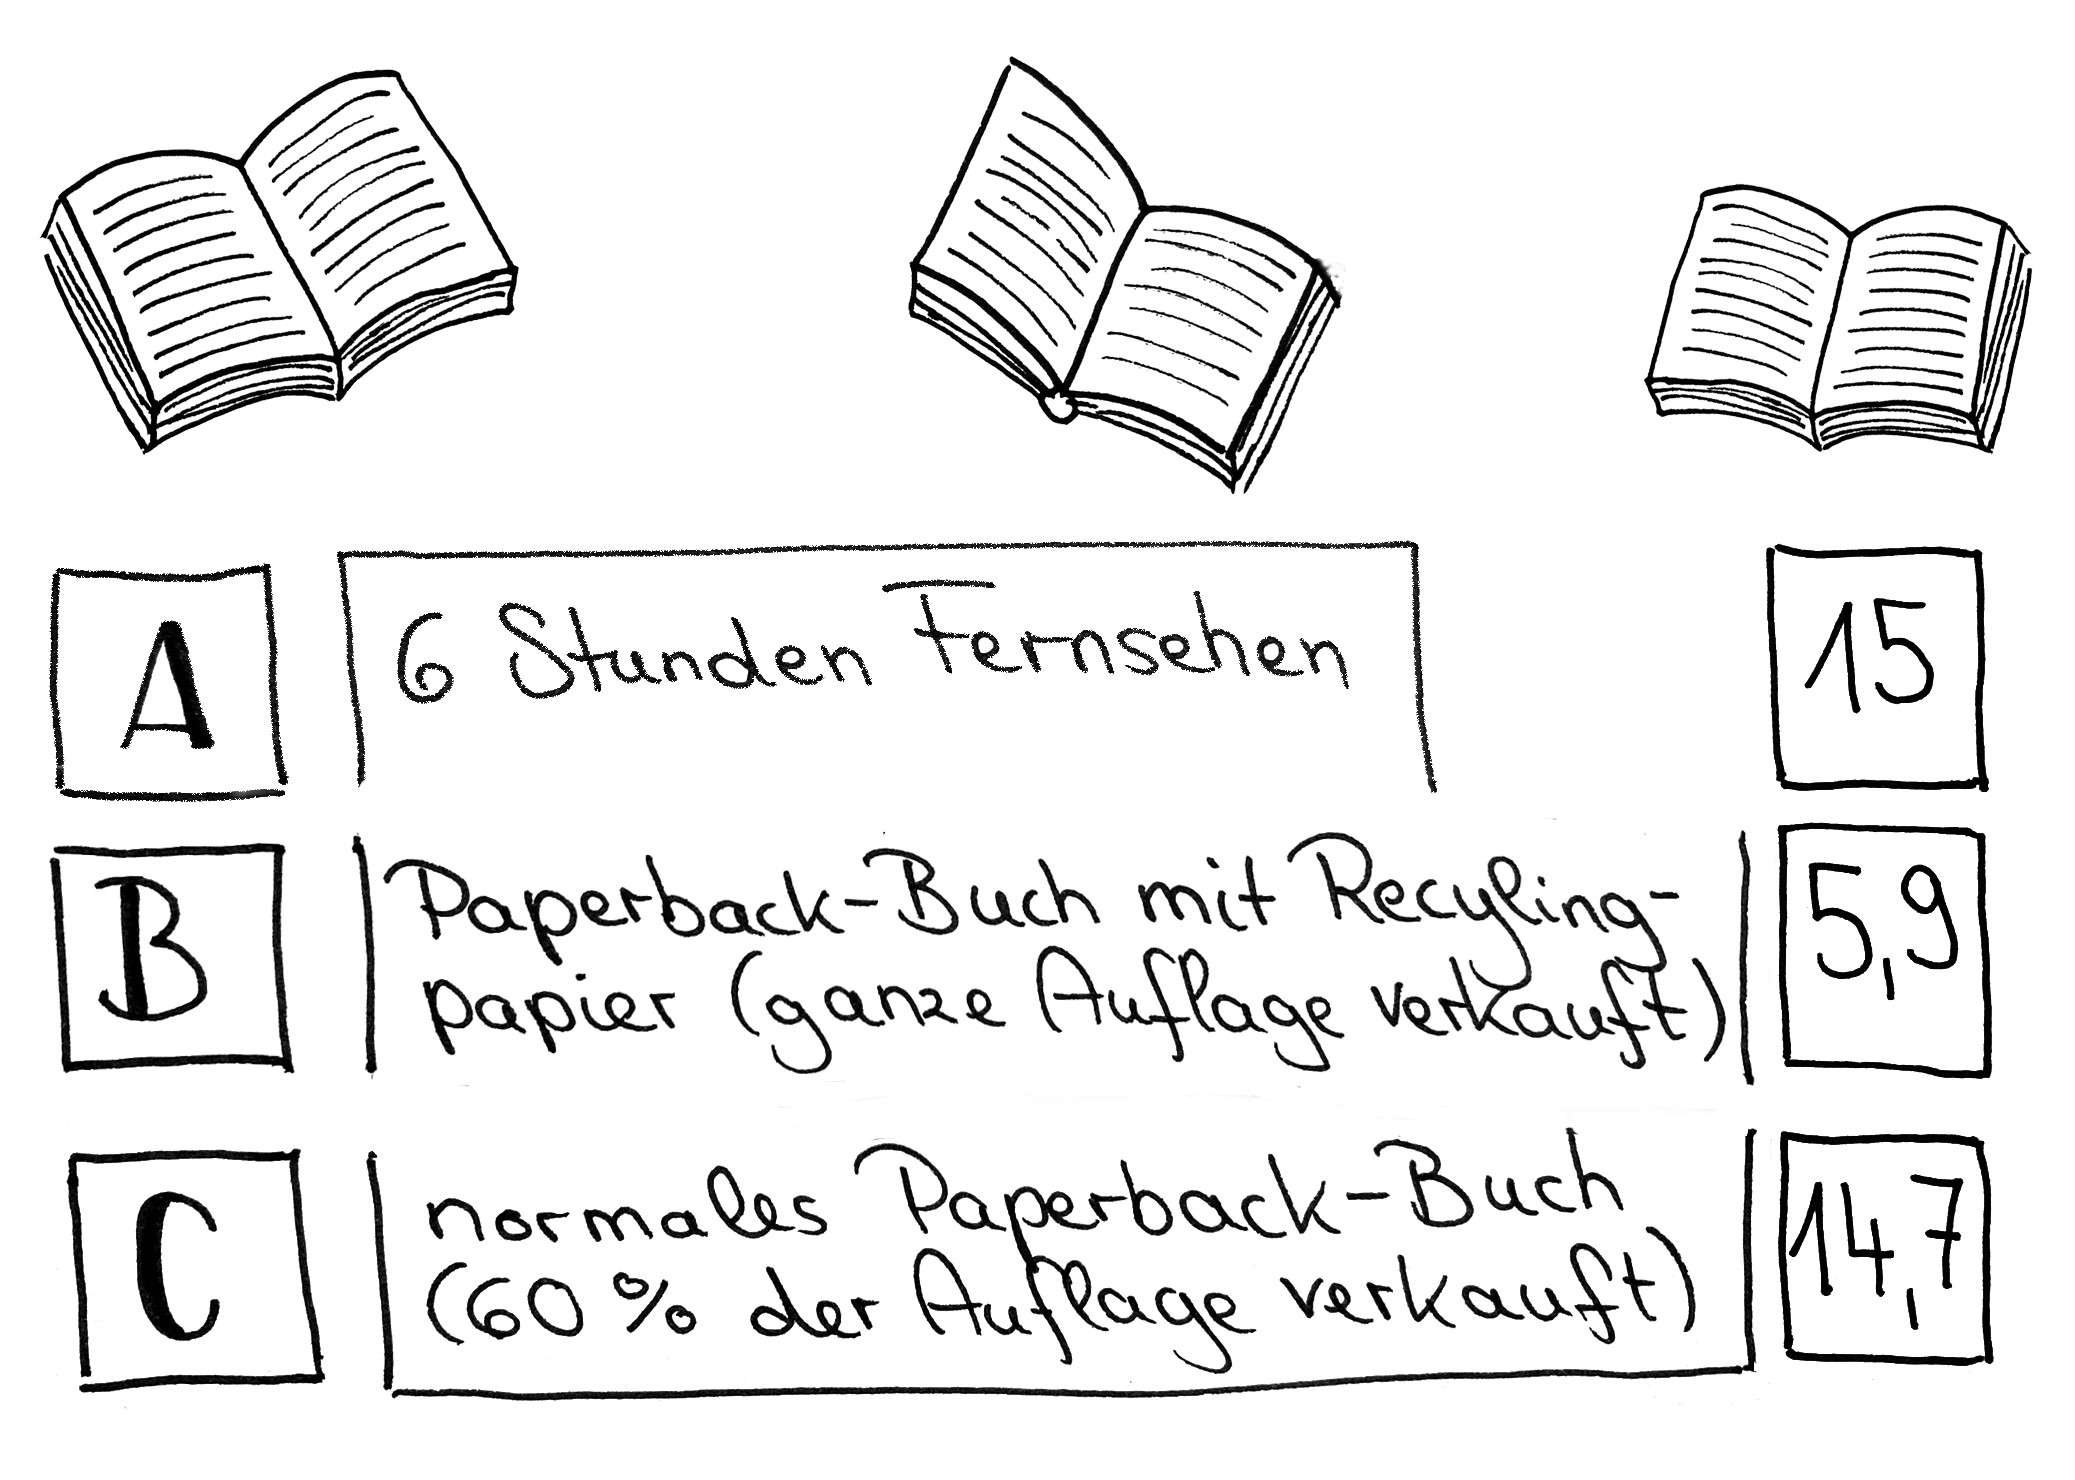 A
6 Stunden Fernsehen
15
B
Paperback-Buch mit Recyling-
papier (ganze Auflage verkauft)
5,9
C
normales Paperback-Buch
(60% der Auflage verkauft)
14,7